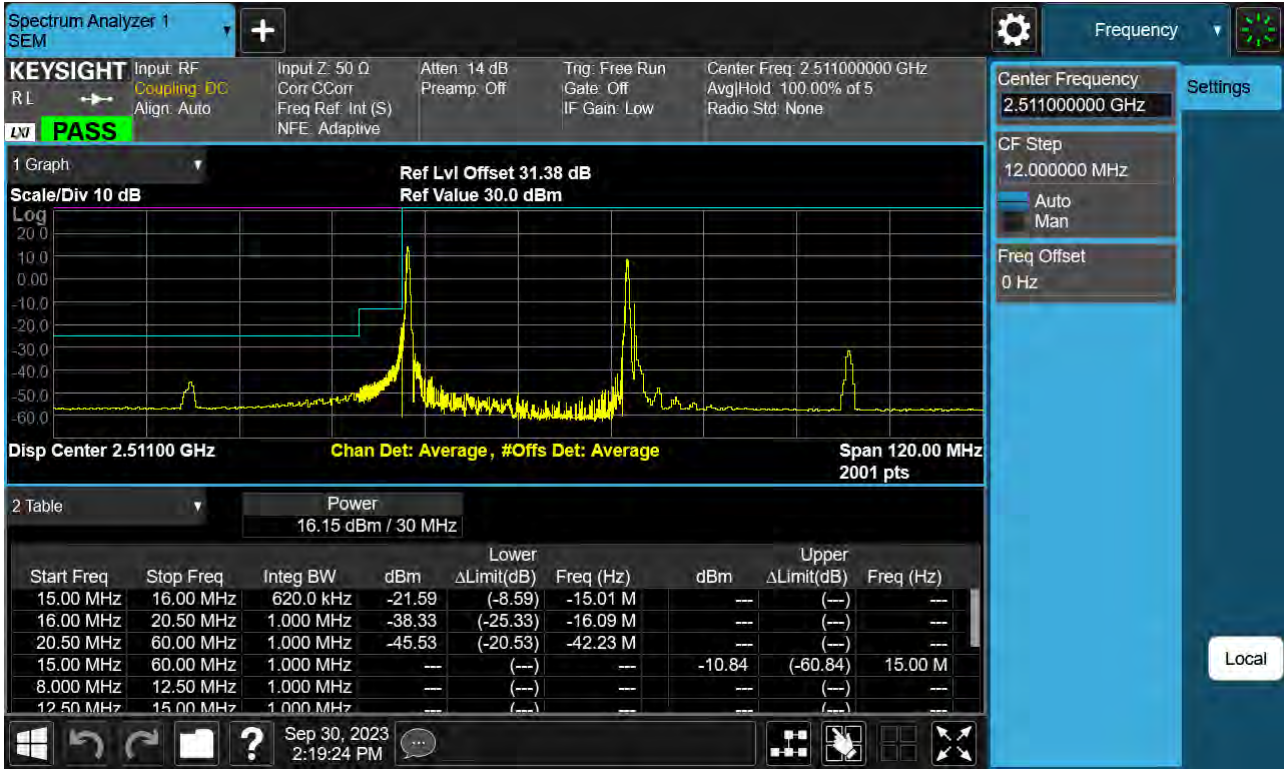 Spectrum Analyzer 1
SEM
Frequency
KEYSIGHT
RL
LXI
PASS
Input: RF
Coupling: DC
Align: Auto
Input Z: 50 Ω
Corr CCorr
Freq Ref: Int (S)
NFE: Adaptive
Atten: 14 dB
Preamp: Off
Trig: Free Run
Gate: Off
IF Gain: Low
Center Freq: 2.511000000 GHz
Avg|Hold: 100.00% of 5
Radio Std: None
Center Frequency
2.511000000 GHz
Settings
CF Step
12.000000 MHz
Auto
Man
Freq Offset
0 Hz
Local
1 Graph
Scale/Div 10 dB
Ref Lvl Offset 31.38 dB
Ref Value 30.0 dBm
Log
20.0
10.0
0.00
-10.0
-20.0
-30.0
-40.0
-50.0
-60.0
Disp Center 2.51100 GHz Chan Det: Average, #Offs Det: Average Span 120.00 MHz
2001 pts
2 Table
Power
16.15 dBm / 30 MHz
Lower Upper
Start Freq Stop Freq Integ BW dBm ΔLimit(dB) Freq (Hz) dBm ΔLimit(dB) Freq (Hz)
15.00 MHz 16.00 MHz 620.0 kHz -21.59 (-8.59) -15.01 M --- (---) ---
16.00 MHz 20.50 MHz 1.000 MHz -38.33 (-25.33) -16.09 M --- (---) ---
20.50 MHz 60.00 MHz 1.000 MHz -45.53 (-20.53) -42.23 M --- (---) ---
15.00 MHz 60.00 MHz 1.000 MHz --- (---) --- -10.84 (-60.84) 15.00 M
8.000 MHz 12.50 MHz 1.000 MHz --- (---) --- --- (---) ---
12.50 MHz 15.00 MHz 1.000 MHz --- (---) --- --- (---) ---
?
Sep 30, 2023
2:19:24 PM